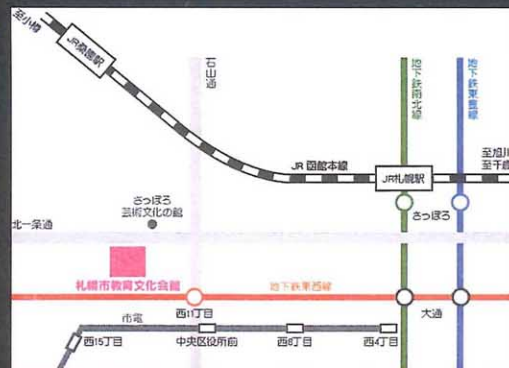 至小樽
JR桑園駅
石山通
地下鉄南北線
地下鉄東豊線
JR函館本線
JR札幌駅
至旭川
至千歳
さっぽろ
芸術文化の館
さっぽろ
北一条通
札幌市教育文化会館
地下鉄東西線
西11丁目
大通
市電
西15丁目
中央区役所前
西8丁目
西4丁目